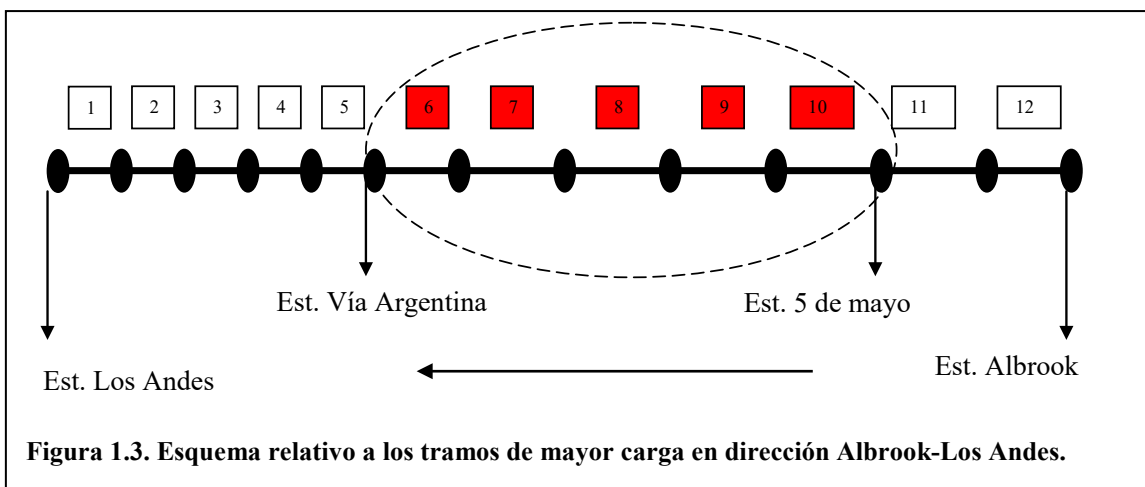 1 2 3 4 5 6 7 8 9 10 11 12
Est. Vía Argentina Est. 5 de mayo
Est. Los Andes Est. Albrook
Figura 1.3. Esquema relativo a los tramos de mayor carga en dirección Albrook-Los Andes.